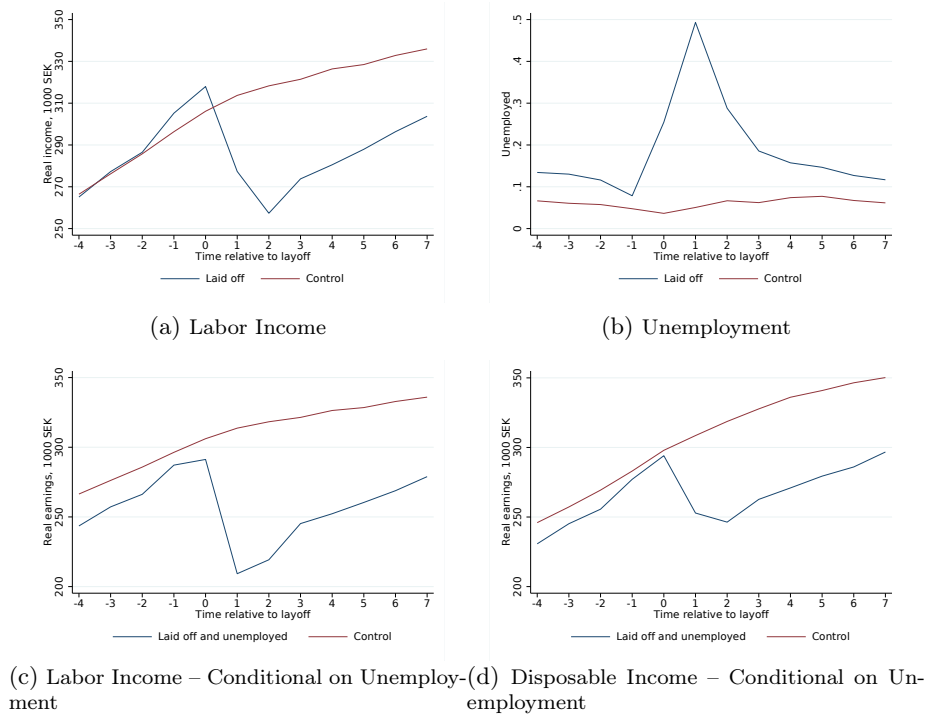 350
330
310
290
270
250
Real income, 1000 SEK
-4 -3 -2 -1 0 1 2 3 4 5 6 7
Time relative to layoff
Laid off Control
(a) Labor Income
.5
.4
.3
.2
.1
0
Unemployed
-4 -3 -2 -1 0 1 2 3 4 5 6 7
Time relative to layoff
Laid off Control
(b) Unemployment
350
300
250
200
Real earnings, 1000 SEK
-4 -3 -2 -1 0 1 2 3 4 5 6 7
Time relative to layoff
Laid off and unemployed Control
(c) Labor Income – Conditional on Unemploy-
ment
350
300
250
200
Real earnings, 1000 SEK
-4 -3 -2 -1 0 1 2 3 4 5 6 7
Time relative to layoff
Laid off and unemployed Control
(d) Disposable Income – Conditional on Un-
employment